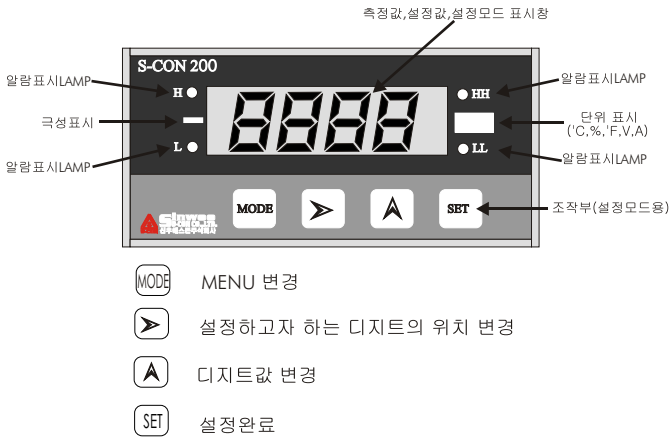 측정값,설정값,설정모드 표시창
S-CON 200
알람표시LAMP
H
HH
알람표시LAMP
극성표시
8888
단위 표시
('C,%,'F,V,A)
알람표시LAMP
L
LL
알람표시LAMP
MODE
SET
조작부(설정모드용)
MODE MENU 변경
설정하고자 하는 디지트의 위치 변경
디지트값 변경
SET 설정완료